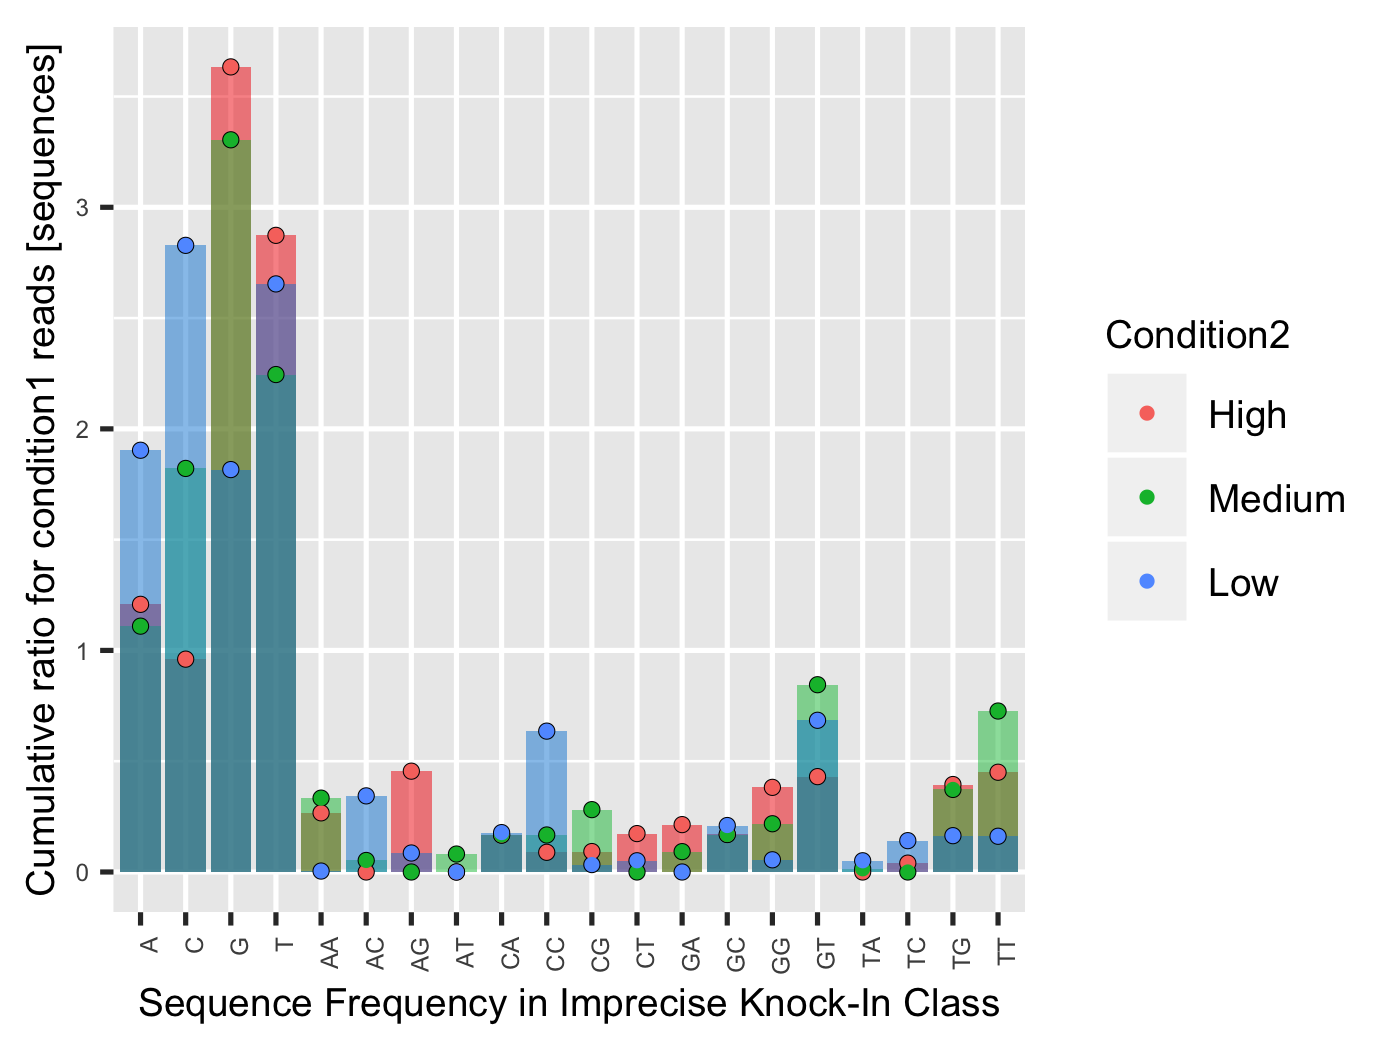 Cumulative ratio for condition1 reads [sequences]
3
2
1
0
A C G T AA AC AG AT CA CC CG CT GA GC GG GT TA TC TG TT
Sequence Frequency in Imprecise Knock-In Class
Condition2
High
Medium
Low